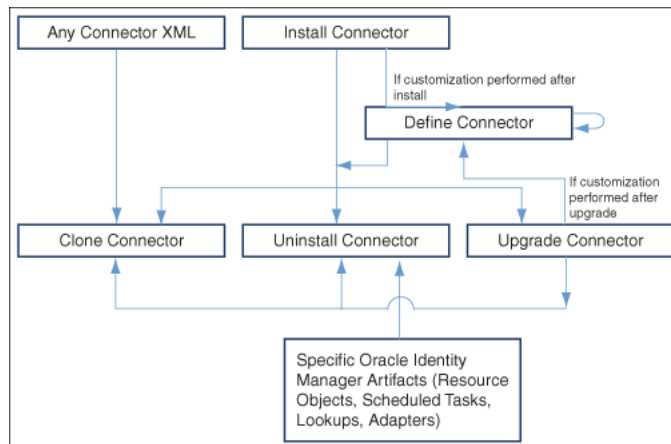 Any Connector XML
Install Connector
If customization performed after
install
Define Connector
If customization
performed after
upgrade
Clone Connector
Uninstall Connector
Upgrade Connector
Specific Oracle Identity
Manager Artifacts (Resource
Objects, Scheduled Tasks,
Lookups, Adapters)